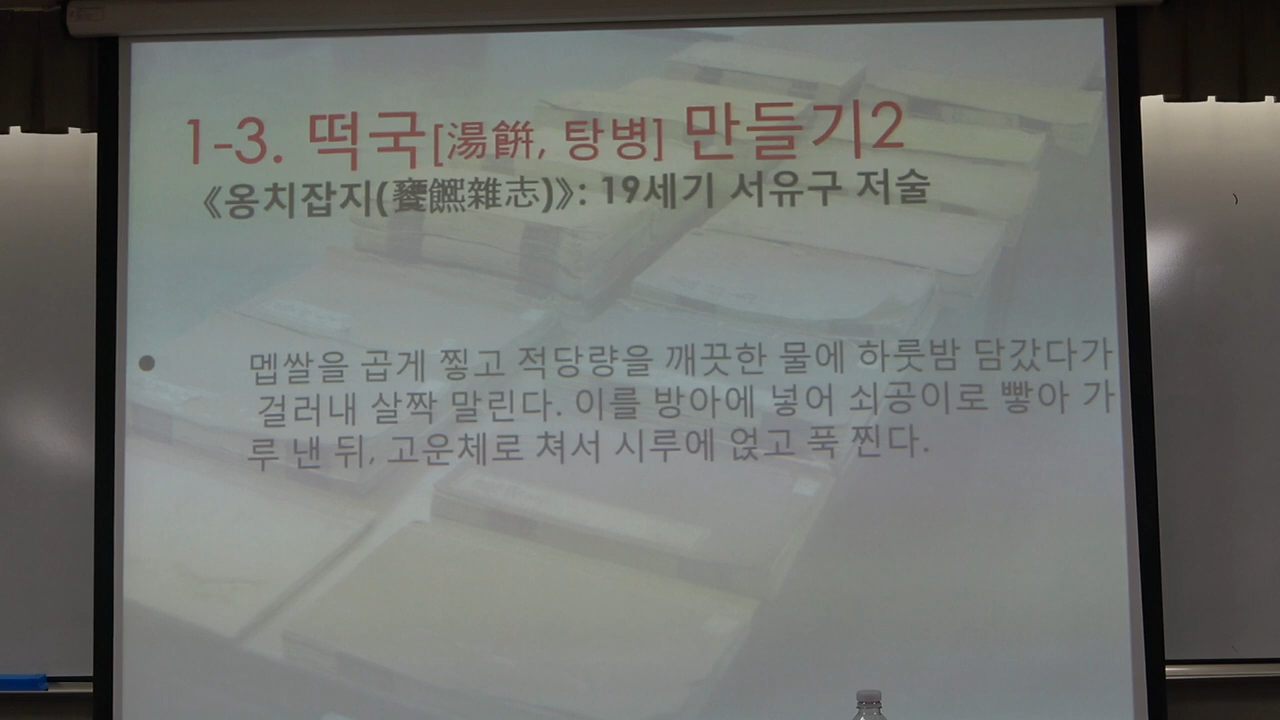 1-3. 떡국[湯餠, 탕병] 만들기2
《옹치잡지(饔饎雜志)》: 19세기 서유구 저술
● 멥쌀을 곱게 찧고 적당량을 깨끗한 물에 하룻밤 담갔다가
걸러내 살짝 말린다. 이를 방아에 넣어 쇠공이로 빻아 가
루 낸 뒤, 고운체로 쳐서 시루에 얹고 푹 찐다.